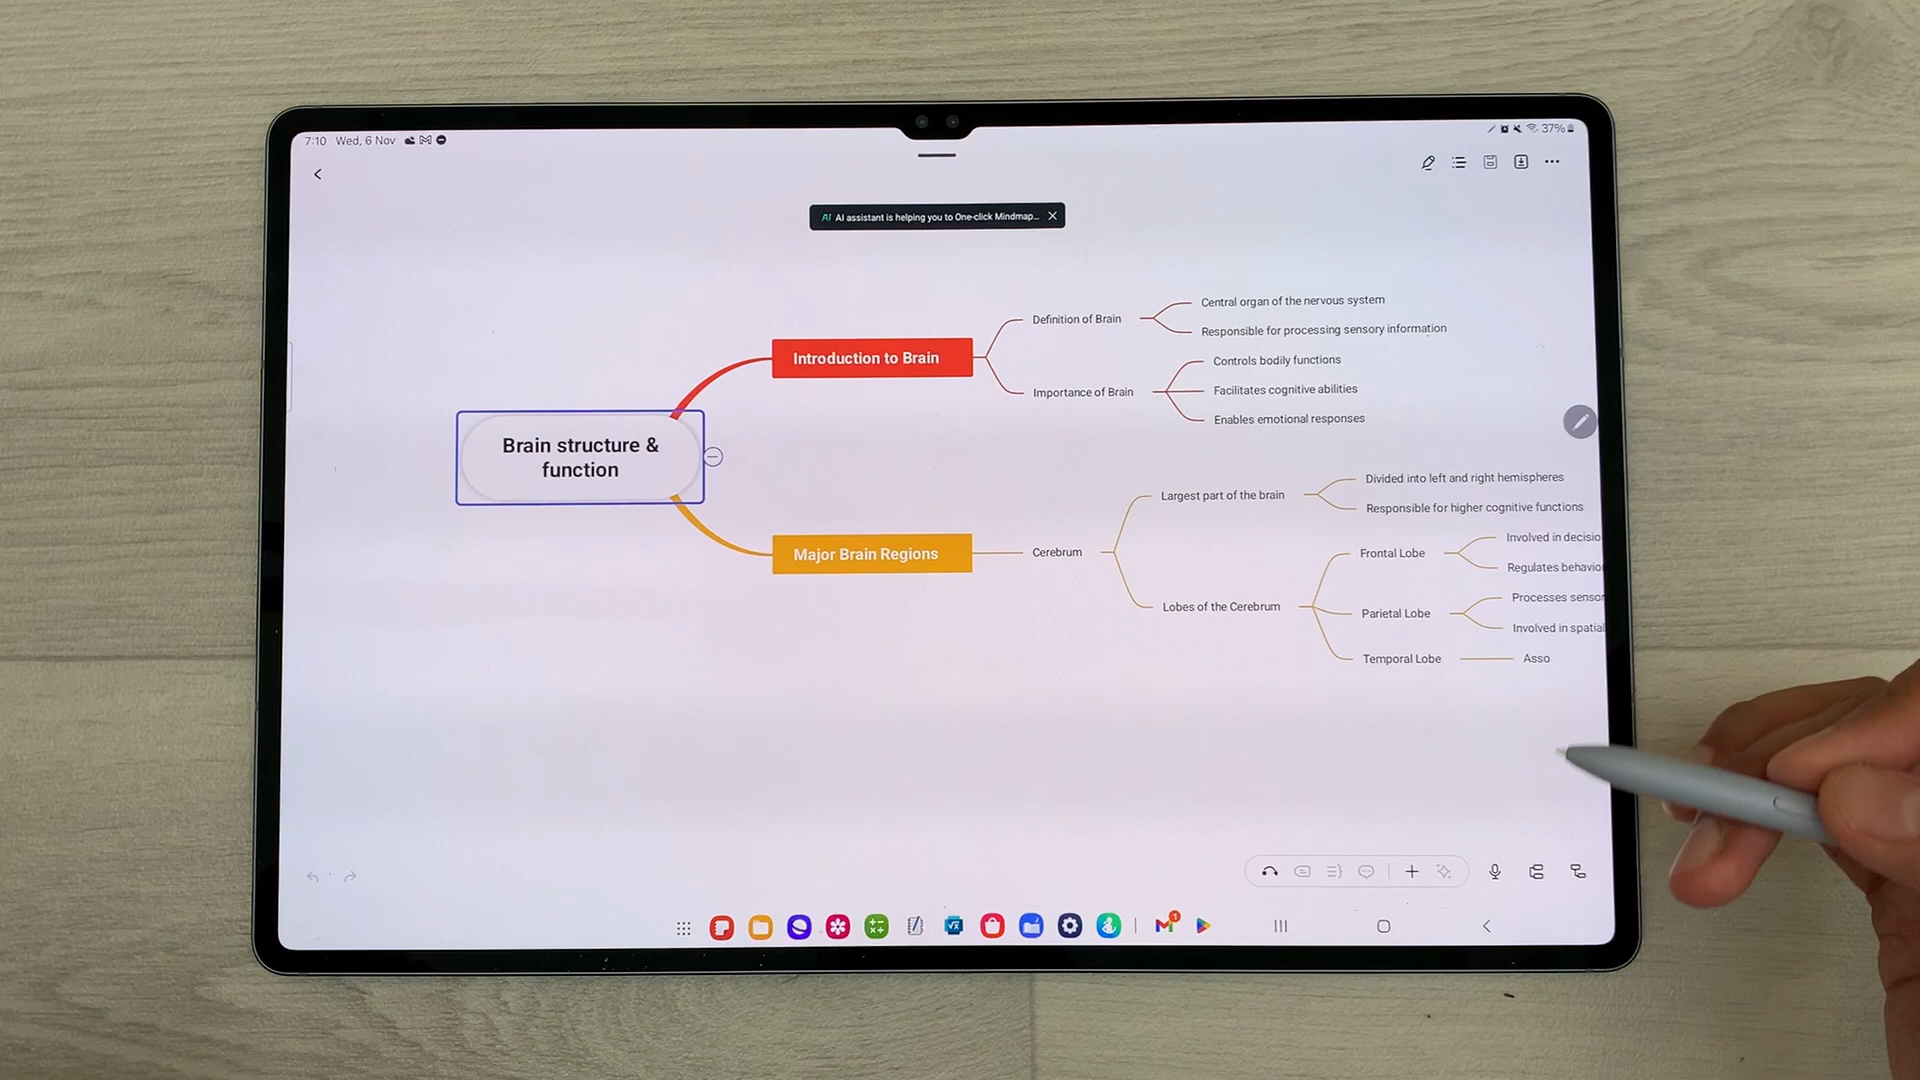 7:10 Wed, 6 Nov
37%
AI AI assistant is helping you to One-click Mindmap...
Central organ of the nervous system
Definition of Brain
Responsible for processing sensory information
Introduction to Brain
Controls bodily functions
Importance of Brain
Facilitates cognitive abilities
Enables emotional responses
Brain structure &
function
Divided into left and right hemispheres
Largest part of the brain
Responsible for higher cognitive functions
Major Brain Regions
Cerebrum
Involved in decisio
Frontal Lobe
Regulates behavio
Lobes of the Cerebrum
Processes sensor
Parietal Lobe
Involved in spatial
Temporal Lobe
Asso
1